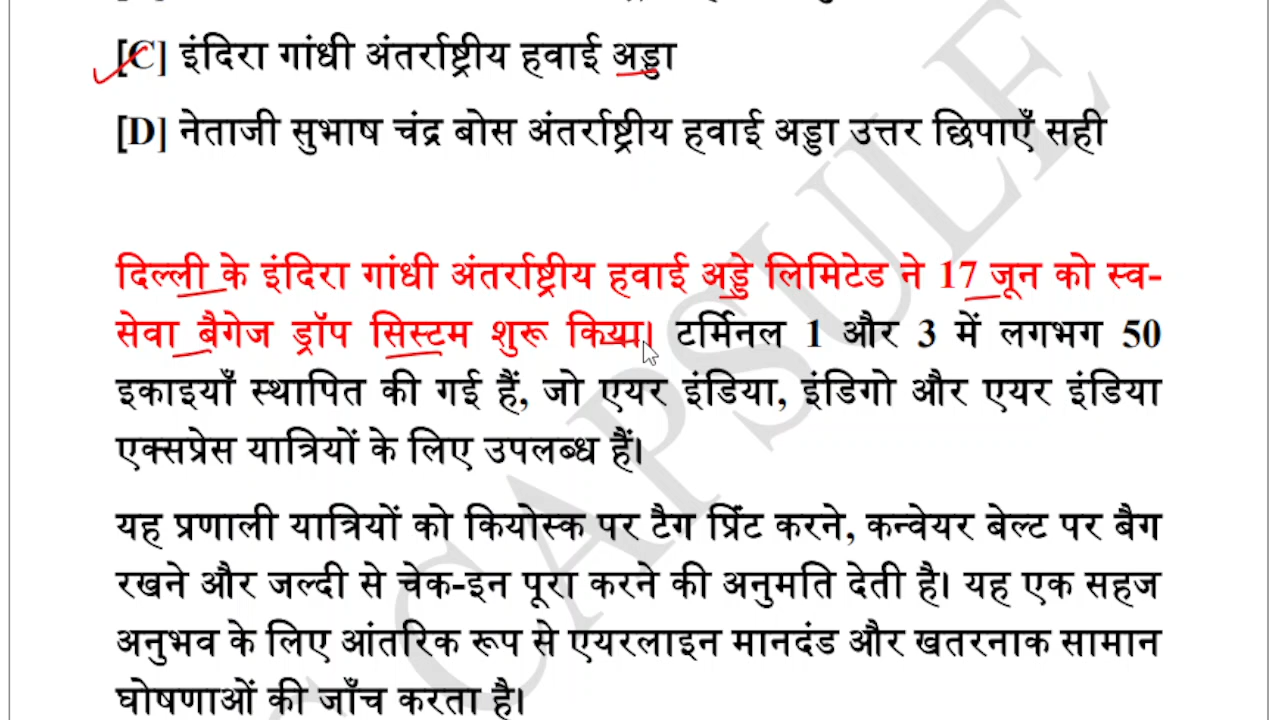 [C] इंदिरा गांधी अंतर्राष्ट्रीय हवाई अड्डा
[D] नेताजी सुभाष चंद्र बोस अंतर्राष्ट्रीय हवाई अड्डा उत्तर छिपाएँ सही
दिल्ली के इंदिरा गांधी अंतर्राष्ट्रीय हवाई अड्डे लिमिटेड ने 17 जून को स्व-
सेवा बैगेज ड्रॉप सिस्टम शुरू किया। टर्मिनल 1 और 3 में लगभग 50
इकाइयाँ स्थापित की गई हैं, जो एयर इंडिया, इंडिगो और एयर इंडिया
एक्सप्रेस यात्रियों के लिए उपलब्ध हैं।
यह प्रणाली यात्रियों को कियोस्क पर टैग प्रिंट करने, कन्वेयर बेल्ट पर बैग
रखने और जल्दी से चेक-इन पूरा करने की अनुमति देती है। यह एक सहज
अनुभव के लिए आंतरिक रूप से एयरलाइन मानदंड और खतरनाक सामान
घोषणाओं की जाँच करता है।
CAPSULE